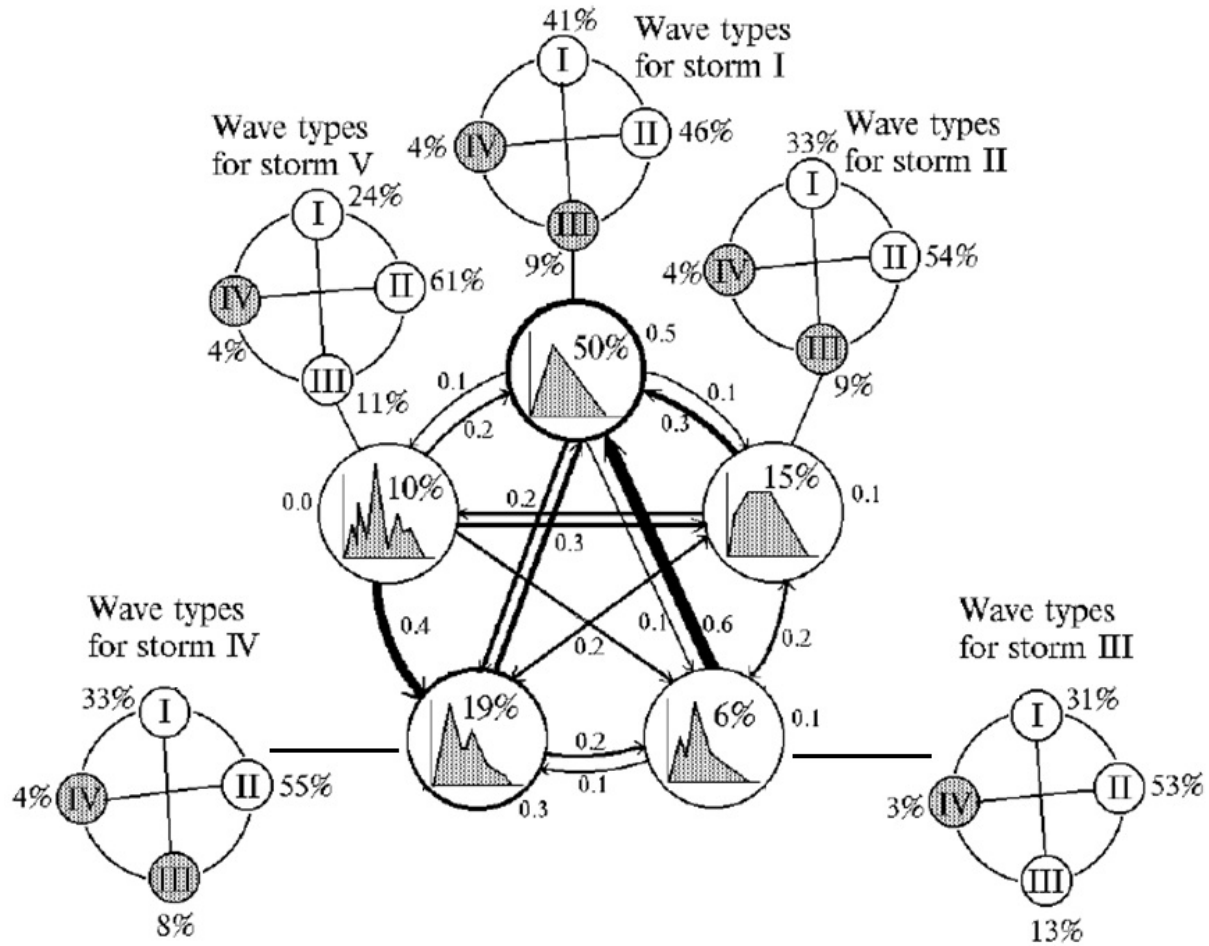 41%
Wave types
for storm I
I
II
46%
4%
IV
III
9%
Wave types
for storm V
24%
I
II
61%
IV
4%
III
11%
33%
Wave types
for storm II
I
II
54%
4%
IV
III
9%
50%
0.5
0.1
0.2
0.1
0.3
0.0
10%
0.2
0.3
15%
0.1
0.4
0.1
0.6
0.2
0.2
19%
0.3
0.2
0.1
6%
0.1
Wave types
for storm IV
33%
I
II
55%
4%
IV
III
8%
Wave types
for storm III
I
31%
II
53%
3%
IV
III
13%